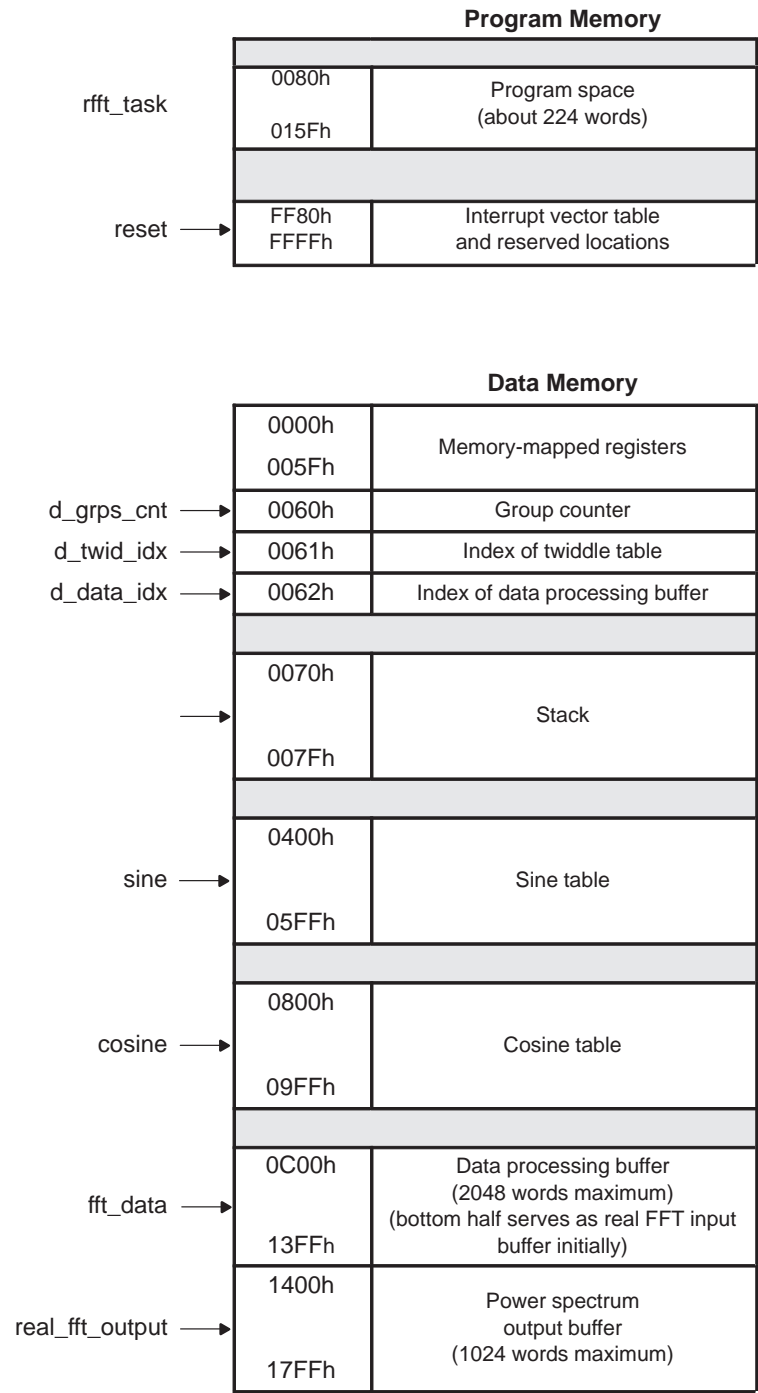 Program Memory
rfft_task
0080h
015Fh
Program space
(about 224 words)
reset
FF80h
FFFFh
Interrupt vector table
and reserved locations
Data Memory
0000h
005Fh
Memory-mapped registers
d_grps_cnt
0060h
Group counter
d_twid_idx
0061h
Index of twiddle table
d_data_idx
0062h
Index of data processing buffer
0070h
007Fh
Stack
sine
0400h
05FFh
Sine table
cosine
0800h
09FFh
Cosine table
fft_data
0C00h
13FFh
Data processing buffer
(2048 words maximum)
(bottom half serves as real FFT input
buffer initially)
real_fft_output
1400h
17FFh
Power spectrum
output buffer
(1024 words maximum)